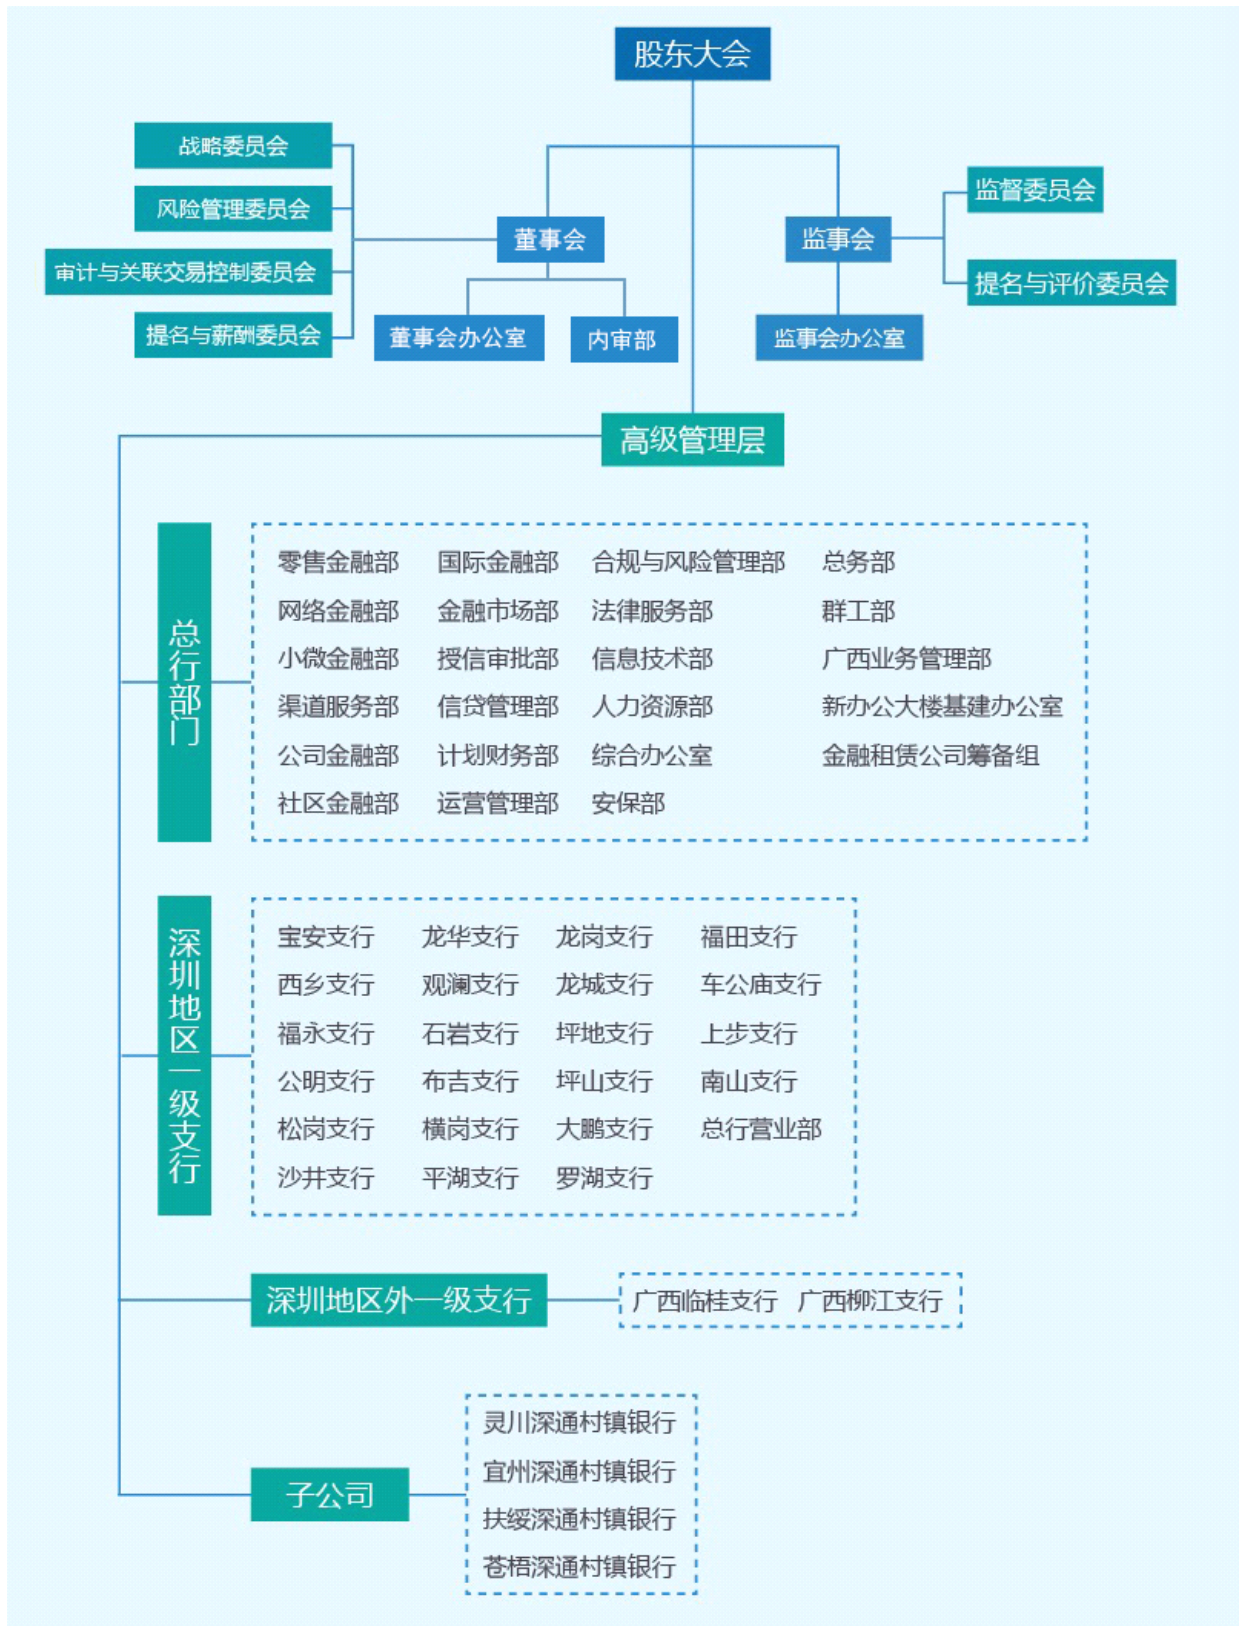 股东大会
战略委员会
风险管理委员会
审计与关联交易控制委员会
提名与薪酬委员会
董事会
监事会
监督委员会
提名与评价委员会
董事会办公室
内审部
监事会办公室
高级管理层
总行部门
零售金融部 国际金融部 合规与风险管理部 总务部
网络金融部 金融市场部 法律服务部 群工部
小微金融部 授信审批部 信息技术部 广西业务管理部
渠道服务部 信贷管理部 人力资源部 新办公大楼基建办公室
公司金融部 计划财务部 综合办公室 金融租赁公司筹备组
社区金融部 运营管理部 安保部
深圳地区一级支行
宝安支行 龙华支行 龙岗支行 福田支行
西乡支行 观澜支行 龙城支行 车公庙支行
福永支行 石岩支行 坪地支行 上步支行
公明支行 布吉支行 坪山支行 南山支行
松岗支行 横岗支行 大鹏支行 总行营业部
沙井支行 平湖支行 罗湖支行
深圳地区外一级支行
广西临桂支行 广西柳江支行
子公司
灵川深通村镇银行
宜州深通村镇银行
扶绥深通村镇银行
苍梧深通村镇银行